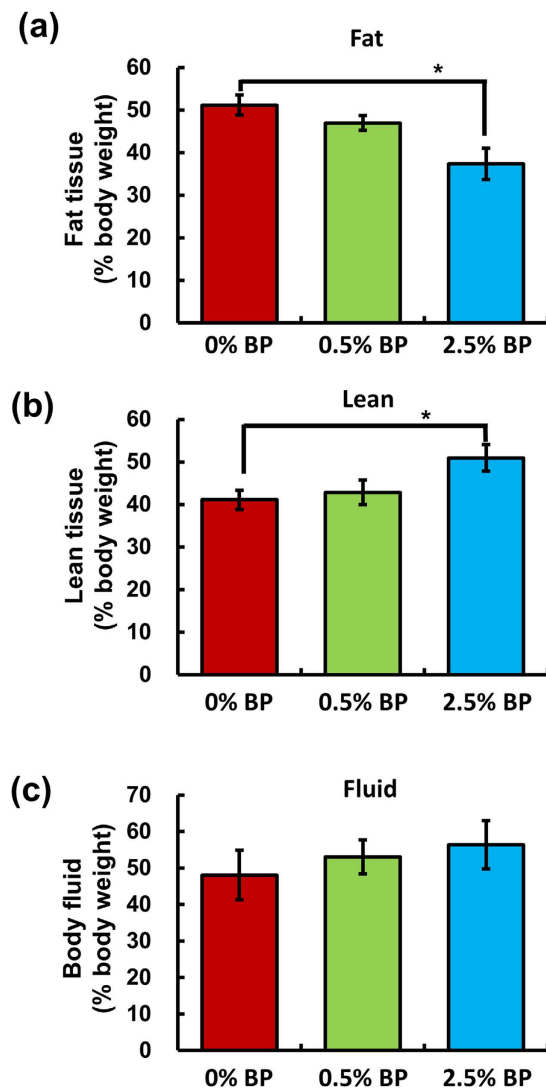 (a)
Fat
*
Fat tissue
(% body weight)
60
50
40
30
20
10
0
0% BP 0.5% BP 2.5% BP
(b)
Lean
*
Lean tissue
(% body weight)
60
50
40
30
20
10
0
0% BP 0.5% BP 2.5% BP
(c)
Fluid
Body fluid
(% body weight)
70
60
50
40
30
20
10
0
0% BP 0.5% BP 2.5% BP